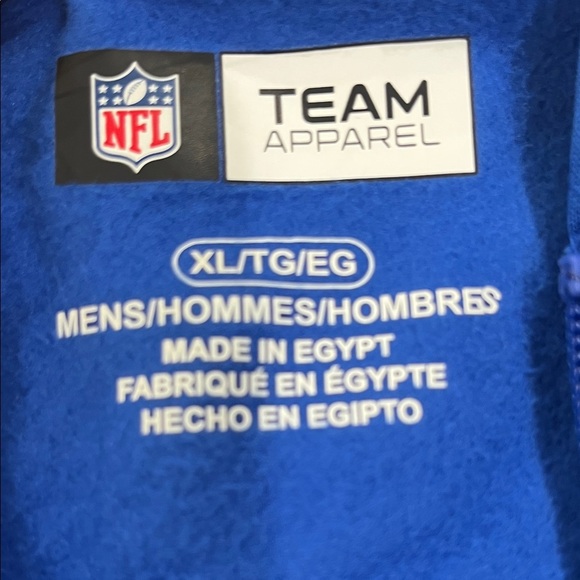 NFL
TEAM
APPAREL
XL/TG/EG
MENS/HOMMES/HOMBRES
MADE IN EGYPT
FABRIQUÉ EN ÉGYPTE
HECHO EN EGIPTO